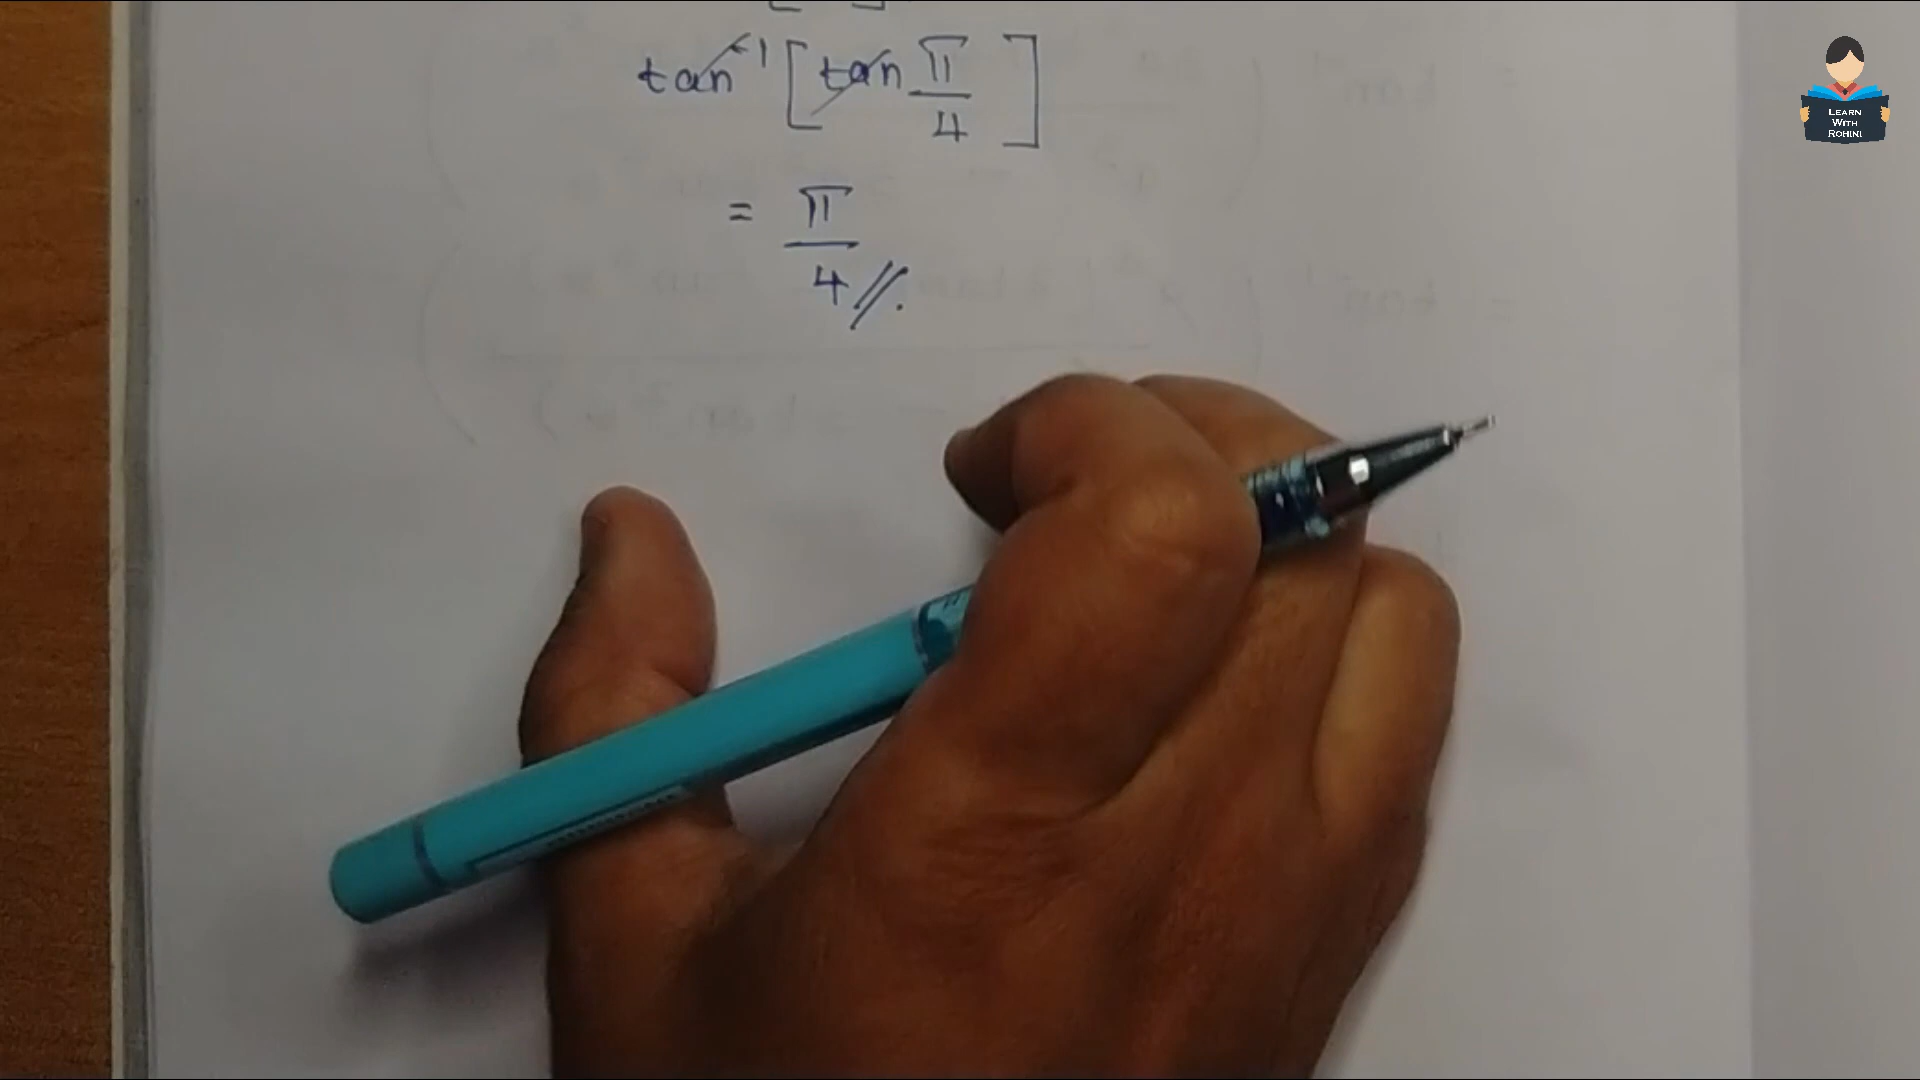 tan⁻¹ [tan π/4]
= π/4 //.
LEARN
WITH
ROHINI